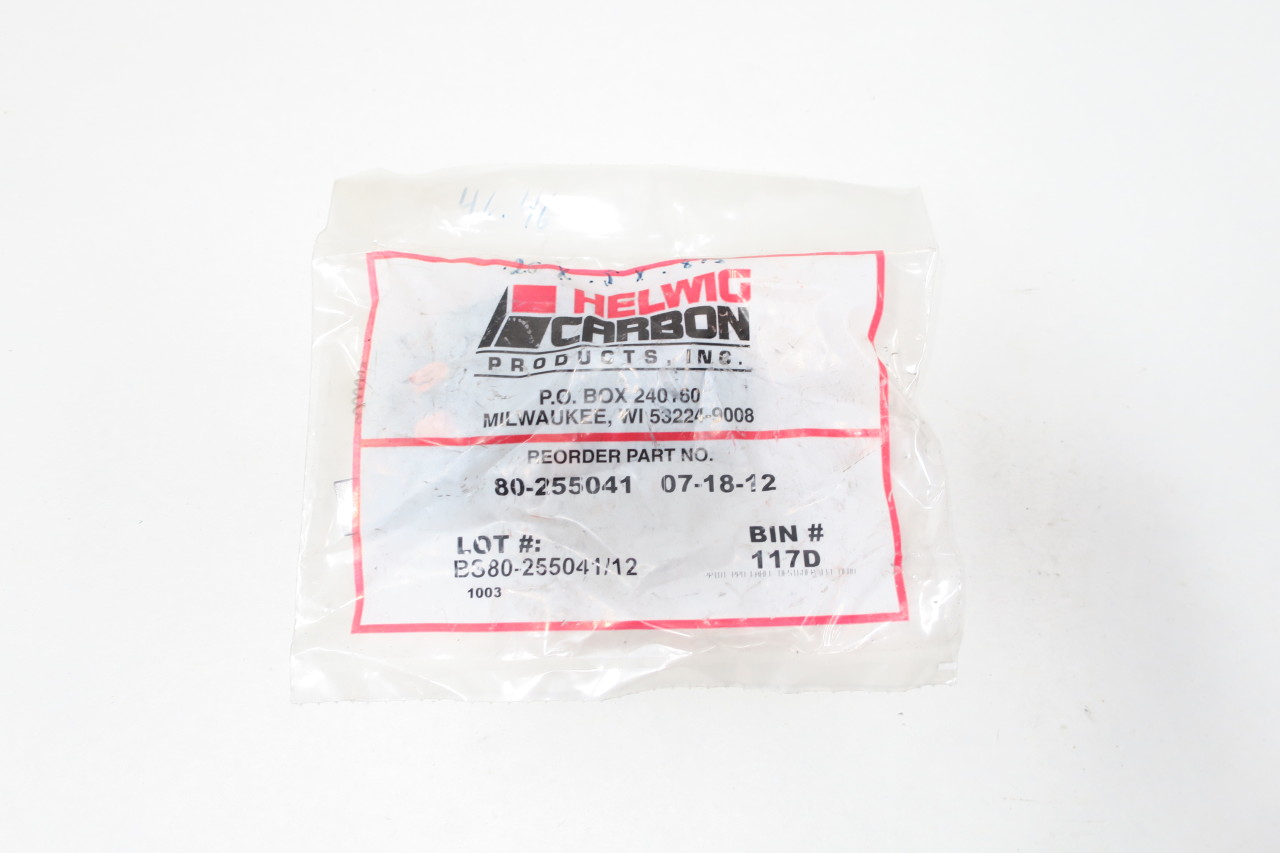 HELWIG
CARBON
PRODUCTS, INC.
P.O. BOX 240160
MILWAUKEE, WI 53224-9008
REORDER PART NO.
80-255041 07-18-12
LOT #:
BS80-255041/12
1003
BIN #
117D